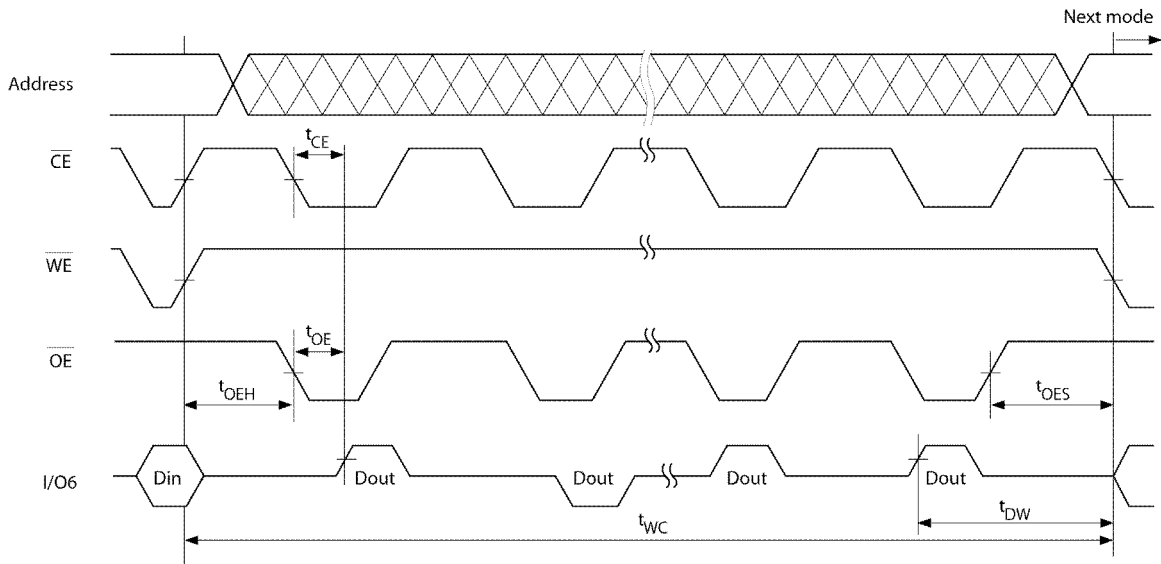 Next mode
Address
tCE
CE
WE
tOE
OE
tOEH
tOES
I/O6
Din
Dout
Dout
Dout
Dout
tWC
tDW